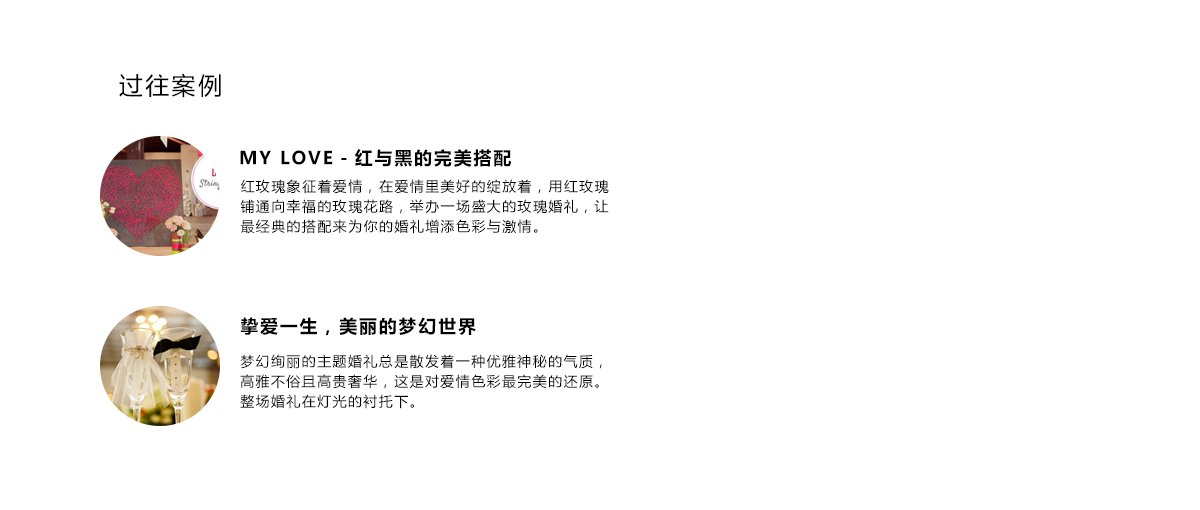 过往案例
MY LOVE - 红与黑的完美搭配
红玫瑰象征着爱情，在爱情里美好的绽放着，用红玫瑰
铺通向幸福的玫瑰花路，举办一场盛大的玫瑰婚礼，让
最经典的搭配来为你的婚礼增添色彩与激情。
挚爱一生，美丽的梦幻世界
梦幻绚丽的主题婚礼总是散发着一种优雅神秘的气质，
高雅不俗且高贵奢华，这是对爱情色彩最完美的还原。
整场婚礼在灯光的衬托下。